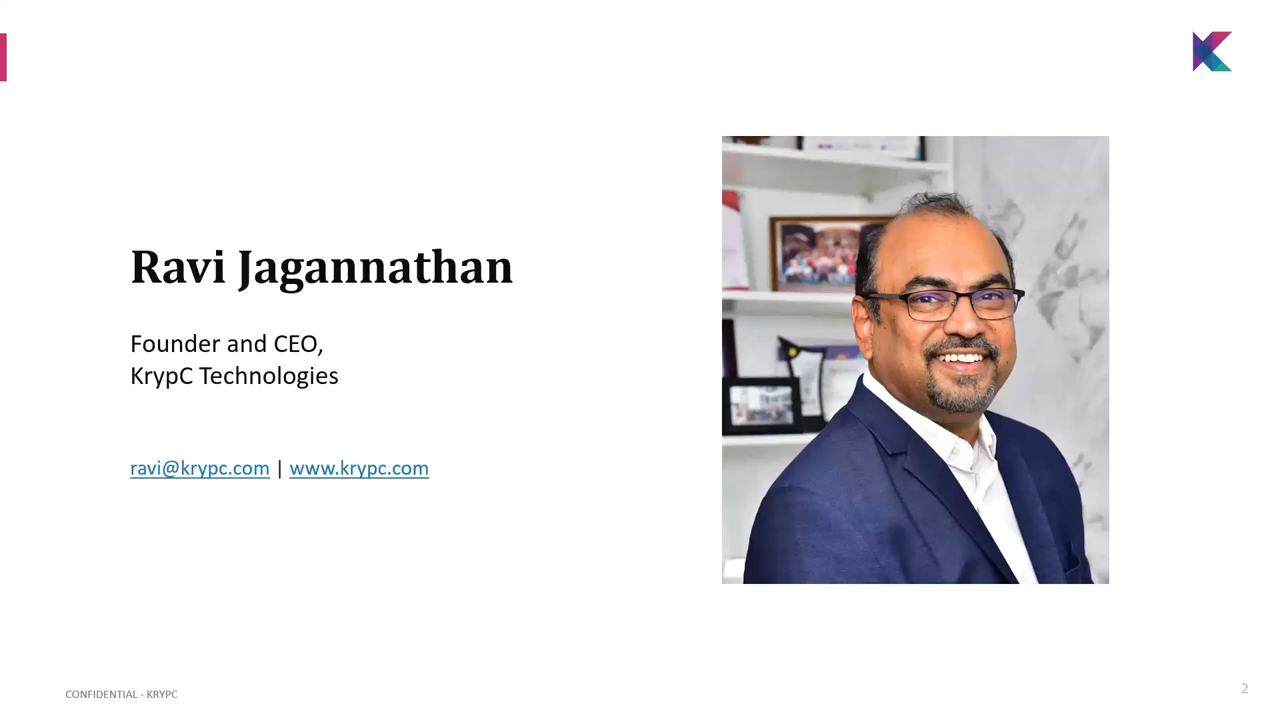 Ravi Jagannathan
Founder and CEO,
KrypC Technologies
ravi@krypc.com | www.krypc.com
CONFIDENTIAL - KRYPC
2